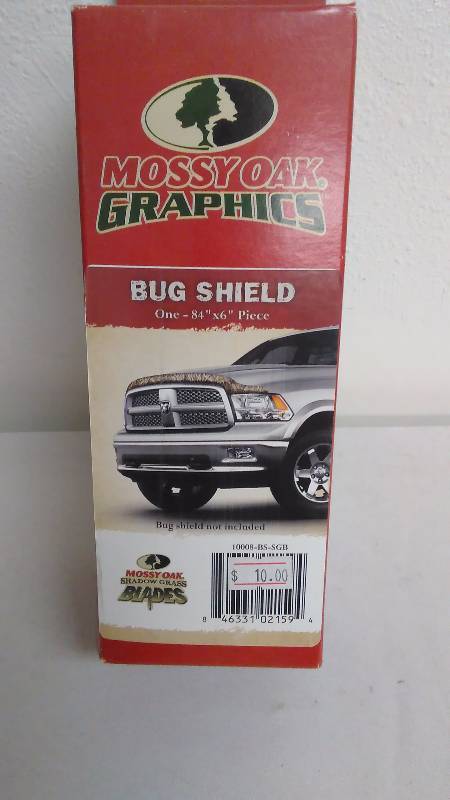 MOSSY OAK®
GRAPHICS
BUG SHIELD
One - 84"x6" Piece
Bug shield not included
10008-BS-SGB
$ 10.00
MOSSY OAK
SHADOW GRASS
BLADES
8 46331 02159 4